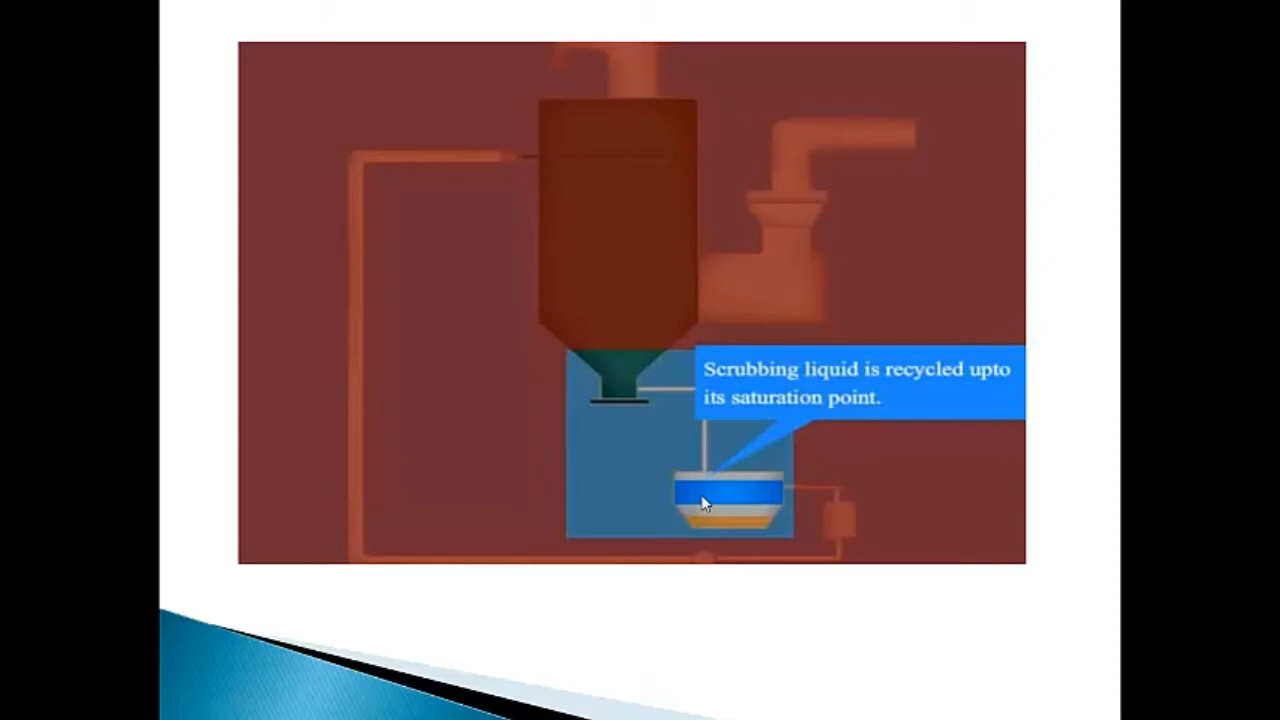 Scrubbing liquid is recycled upto
its saturation point.